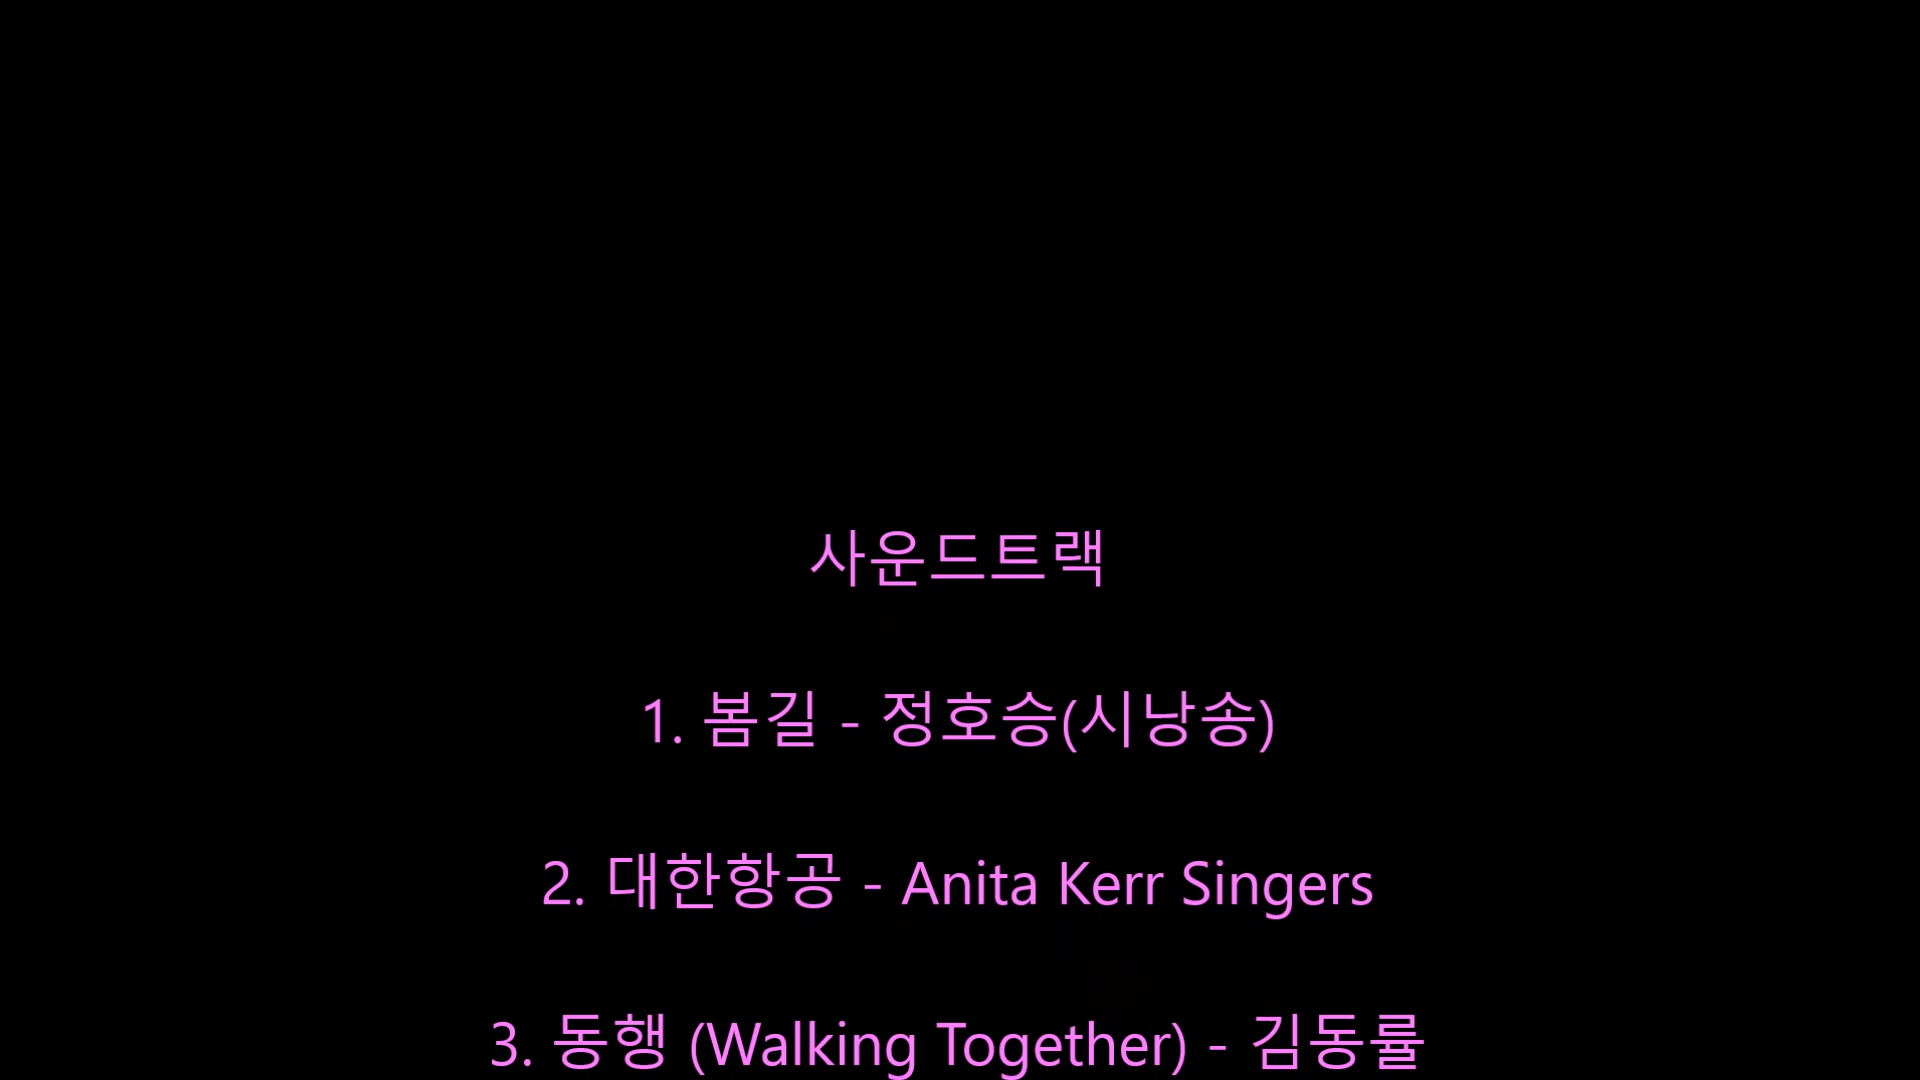 사운드트랙
1. 봄길 - 정호승(시낭송)
2. 대한항공 - Anita Kerr Singers
3. 동행 (Walking Together) - 김동률